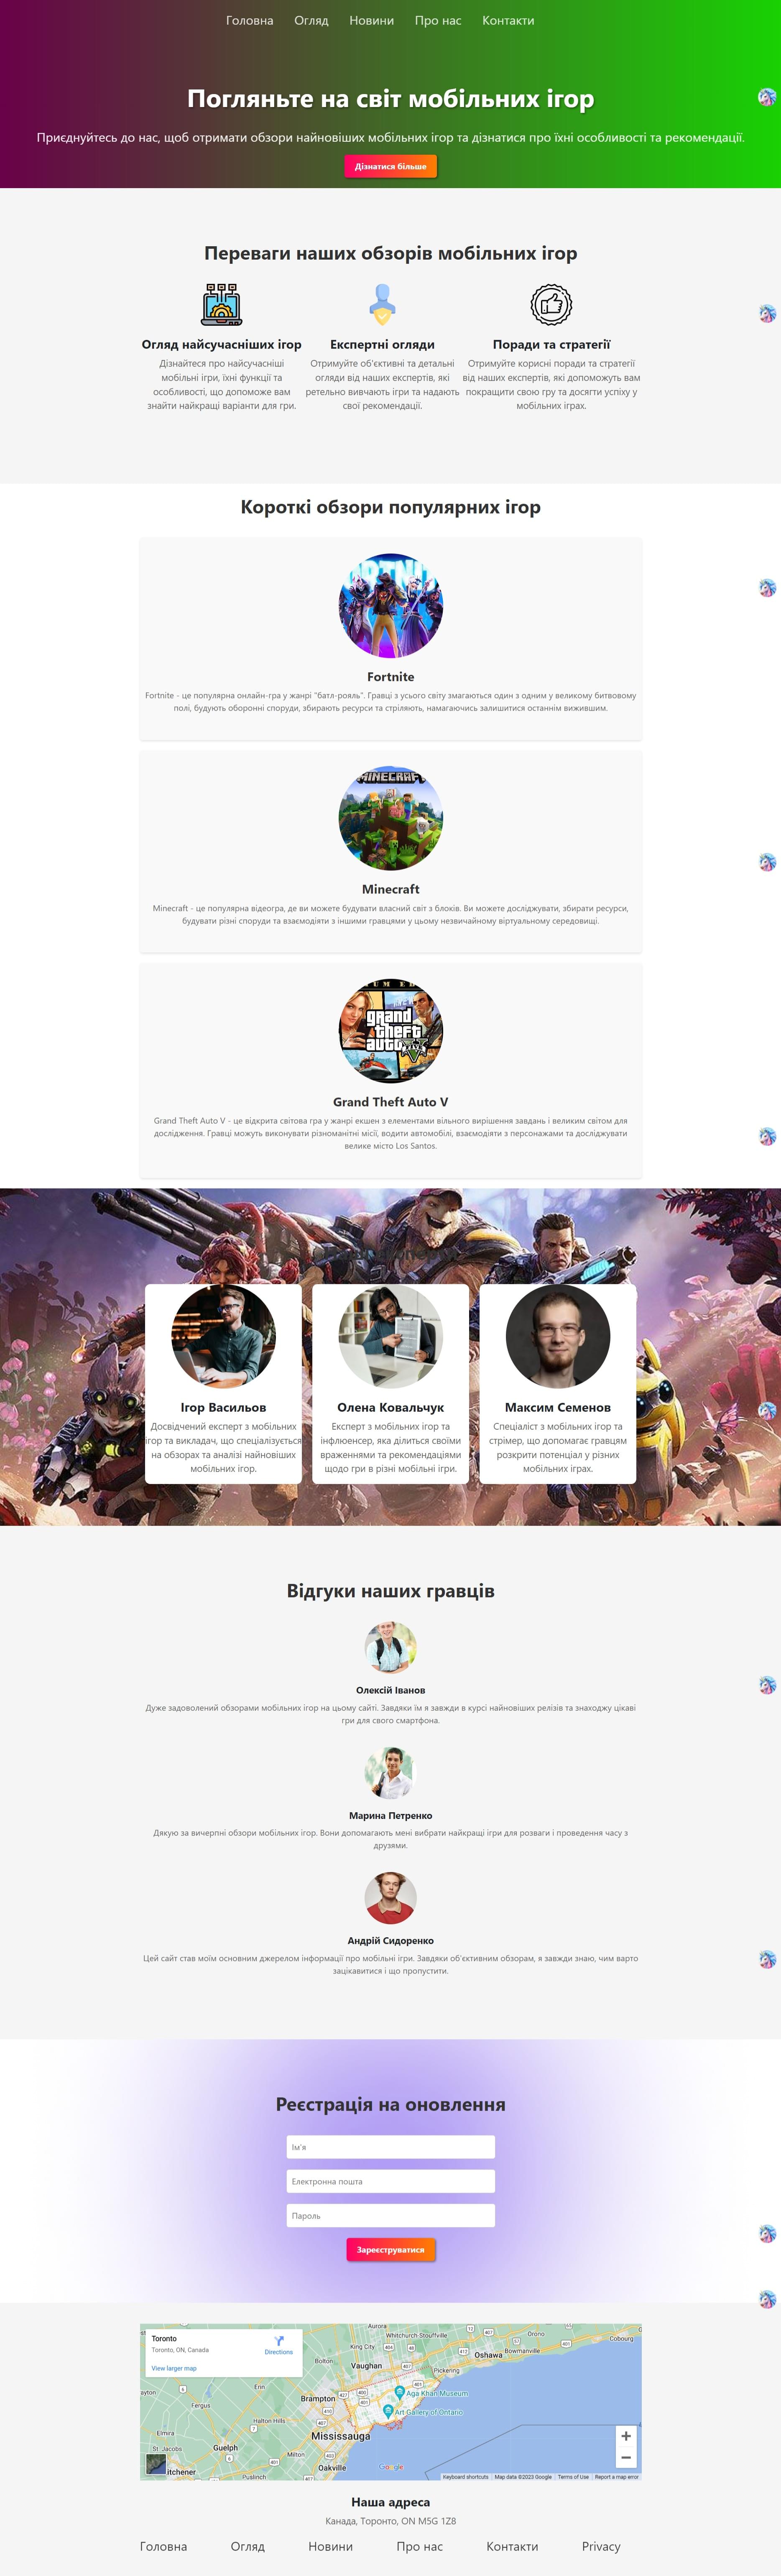 Головна Огляд Новини Про нас Контакти
Погляньте на світ мобільних ігор
Приєднуйтесь до нас, щоб отримати обзори найновіших мобільних ігор та дізнатися про їхні особливості та рекомендації.
Дізнатися більше
Переваги наших обзорів мобільних ігор
Огляд найсучасніших ігор
Дізнайтеся про найсучасніші
мобільні ігри, їхні функції та
особливості, що допоможе вам
знайти найкращі варіанти для гри.
Експертні огляди
Отримуйте об'єктивні та детальні
огляди від наших експертів, які
ретельно вивчають ігри та надають
свої рекомендації.
Поради та стратегії
Отримуйте корисні поради та стратегії
від наших експертів, які допоможуть вам
покращити свою гру та досягти успіху у
мобільних іграх.
Короткі обзори популярних ігор
Fortnite
Fortnite - це популярна онлайн-гра у жанрі "батл-рояль". Гравці з усього світу змагаються один з одним у великому битвовому
полі, будують оборонні споруди, збирають ресурси та стріляють, намагаючись залишитися останнім вижившим.
MINECRAFT
Minecraft
Minecraft - це популярна відеогра, де ви можете будувати власний світ з блоків. Ви можете досліджувати, збирати ресурси,
будувати різні споруди та взаємодіяти з іншими гравцями у цьому незвичайному віртуальному середовищі.
grand
theft
auto
V
Grand Theft Auto V
Grand Theft Auto V - це відкрита світова гра у жанрі екшен з елементами вільного вирішення завдань і великим світом для
дослідження. Гравці можуть виконувати різноманітні місії, водити автомобілі, взаємодіяти з персонажами та досліджувати
велике місто Los Santos.
Ігор Васильов
Досвідчений експерт з мобільних
ігор та викладач, що спеціалізується
на обзорах та аналізі найновіших
мобільних ігор.
Олена Ковальчук
Експерт з мобільних ігор та
інфлюенсер, яка ділиться своїми
враженнями та рекомендаціями
щодо гри в різні мобільні ігри.
Максим Семенов
Спеціаліст з мобільних ігор та
стрімер, що допомагає гравцям
розкрити потенціал у різних
мобільних іграх.
Відгуки наших гравців
Олексій Іванов
Дуже задоволений обзорами мобільних ігор на цьому сайті. Завдяки їм я завжди в курсі найновіших релізів та знаходжу цікаві
гри для свого смартфона.
Марина Петренко
Дякую за вичерпні обзори мобільних ігор. Вони допомагають мені вибрати найкращі ігри для розваги і проведення часу з
друзями.
Андрій Сидоренко
Цей сайт став моїм основним джерелом інформації про мобільні ігри. Завдяки об'єктивним обзорам, я завжди знаю, чим варто
зацікавитися і що пропустити.
Реєстрація на оновлення
Ім'я
Електронна пошта
Пароль
Зареєструватися
Toronto
Toronto, ON, Canada
Directions
View larger map
Aurora
Whitchurch-Stouffville
King City
Bolton
Vaughan
Pickering
Oshawa
Bowmanville
Orono
Cobourg
Erin
Fergus
Brampton
Halton Hills
Aga Khan Museum
Art Gallery of Ontario
Mississauga
Elmira
St. Jacobs
Guelph
Milton
Oakville
itchener
Puslinch
Google
Keyboard shortcuts Map data ©2023 Google Terms of Use Report a map error
Наша адреса
Канада, Торонто, ON M5G 1Z8
Головна Огляд Новини Про нас Контакти Privacy